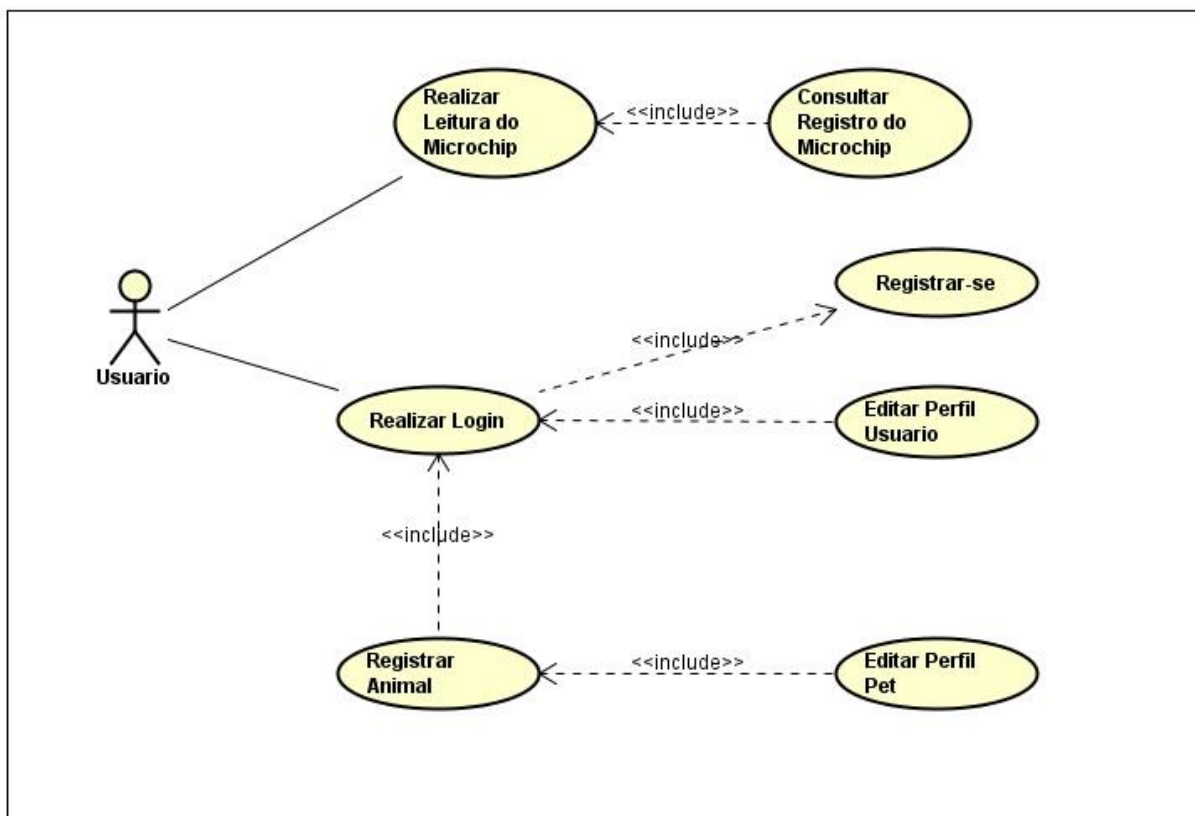 Realizar
Leitura do
Microchip
<<include>>
Consultar
Registro do
Microchip
Registrar-se
<<include>>
Usuario
Realizar Login
<<include>>
Editar Perfil
Usuario
<<include>>
Registrar
Animal
<<include>>
Editar Perfil
Pet